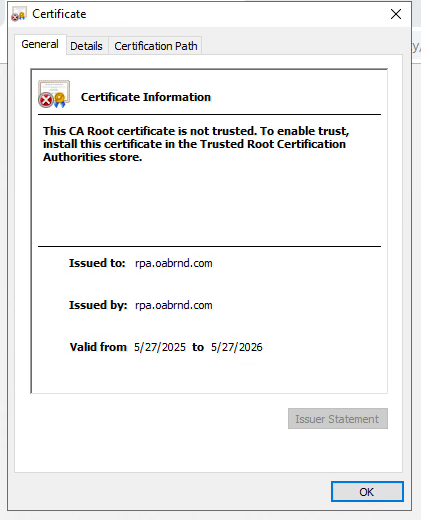 Certificate
General
Details
Certification Path
Certificate Information
This CA Root certificate is not trusted. To enable trust,
install this certificate in the Trusted Root Certification
Authorities store.
Issued to: rpa.oabrnd.com
Issued by: rpa.oabrnd.com
Valid from 5/27/2025 to 5/27/2026
Issuer Statement
OK